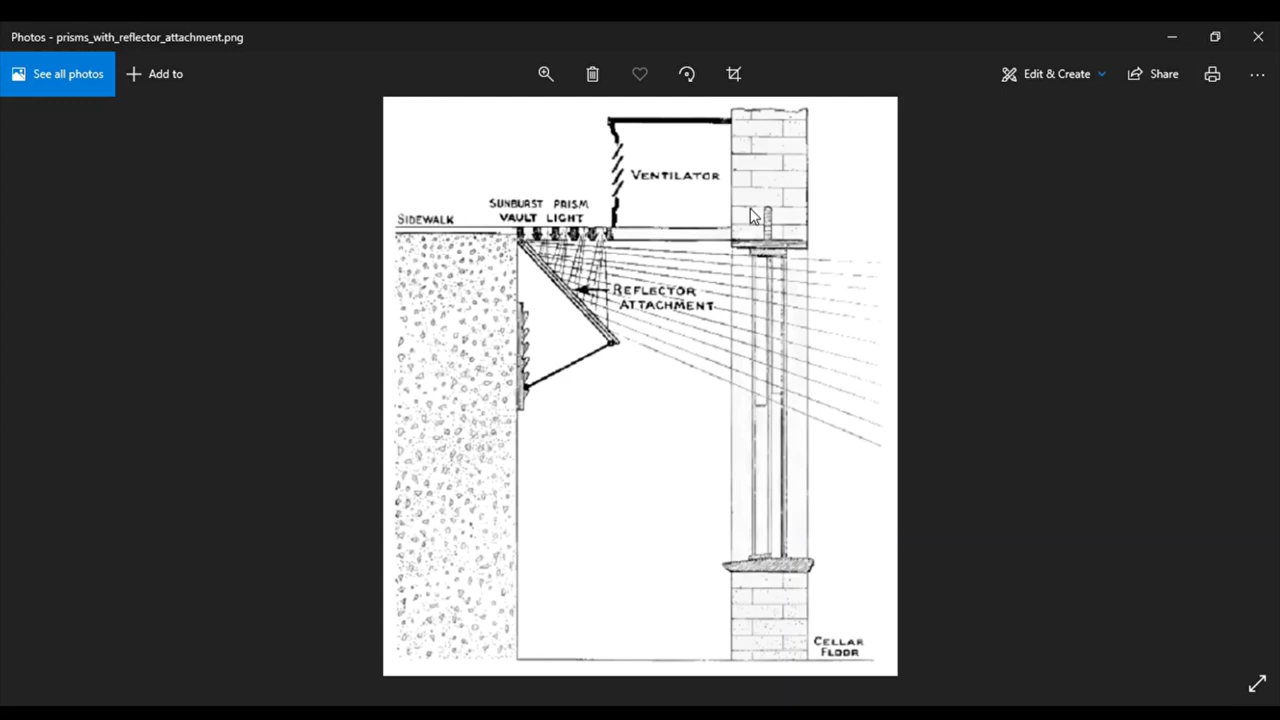 Photos - prisms_with_reflector_attachment.png
See all photos
Add to
Edit & Create
Share
VENTILATOR
SUNBURST PRISM
VAULT LIGHT
SIDEWALK
REFLECTOR
ATTACHMENT
CELLAR
FLOOR